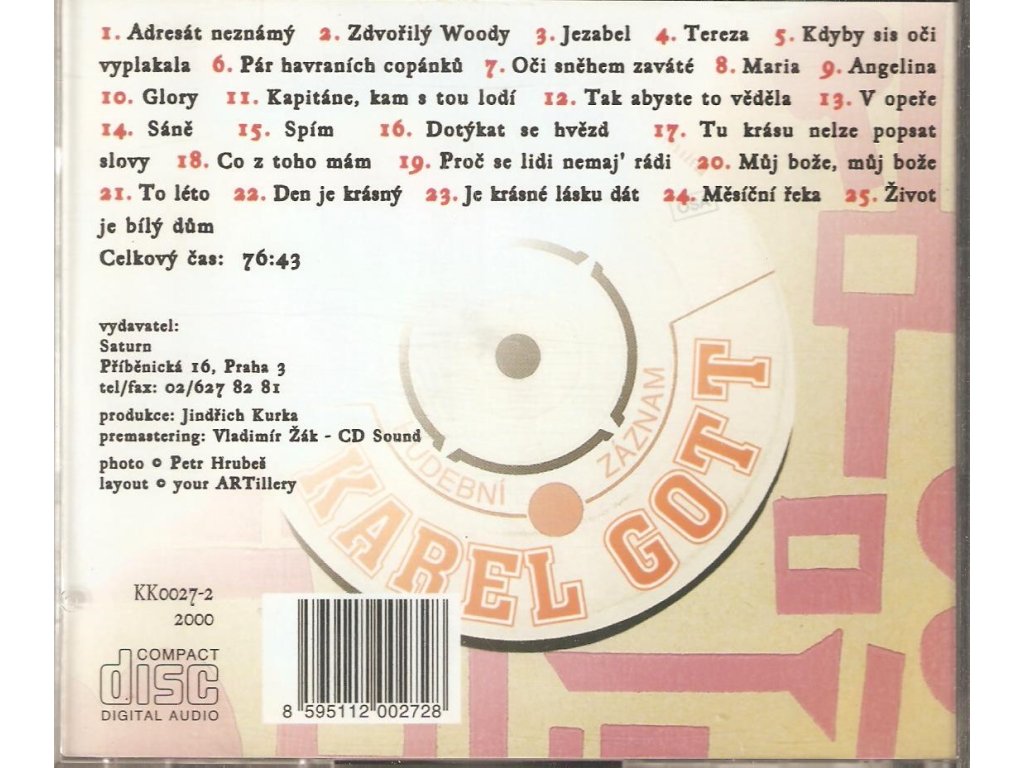 1. Adresát neznámý 2. Zdvořilý Woody 3. Jezabel 4. Tereza 5. Kdyby sis oči
vyplakala 6. Pár havraních copánků 7. Oči sněhem zaváté 8. Maria 9. Angelina
10. Glory 11. Kapitáne, kam s tou lodí 12. Tak abyste to věděla 13. V opeře
14. Sáně 15. Spím 16. Dotýkat se hvězd 17. Tu krásu nelze popsat
slovy 18. Co z toho mám 19. Proč se lidi nemaj' rádi 20. Můj bože, můj bože
21. To léto 22. Den je krásný 23. Je krásné lásku dát 24. Měsíční řeka 25. Život
je bílý dům
Celkový čas: 76:43
OSA
vydavatel:
Saturn
Příběnická 16, Praha 3
tel/fax: 02/627 82 81
produkce: Jindřich Kurka
premastering: Vladimír Žák - CD Sound
photo © Petr Hrubeš
layout © your ARTillery
HUDEBNÍ ZÁZNAM
KAREL GOTT
KK0027-2
2000
COMPACT
disc
DIGITAL AUDIO
8 595112 002728